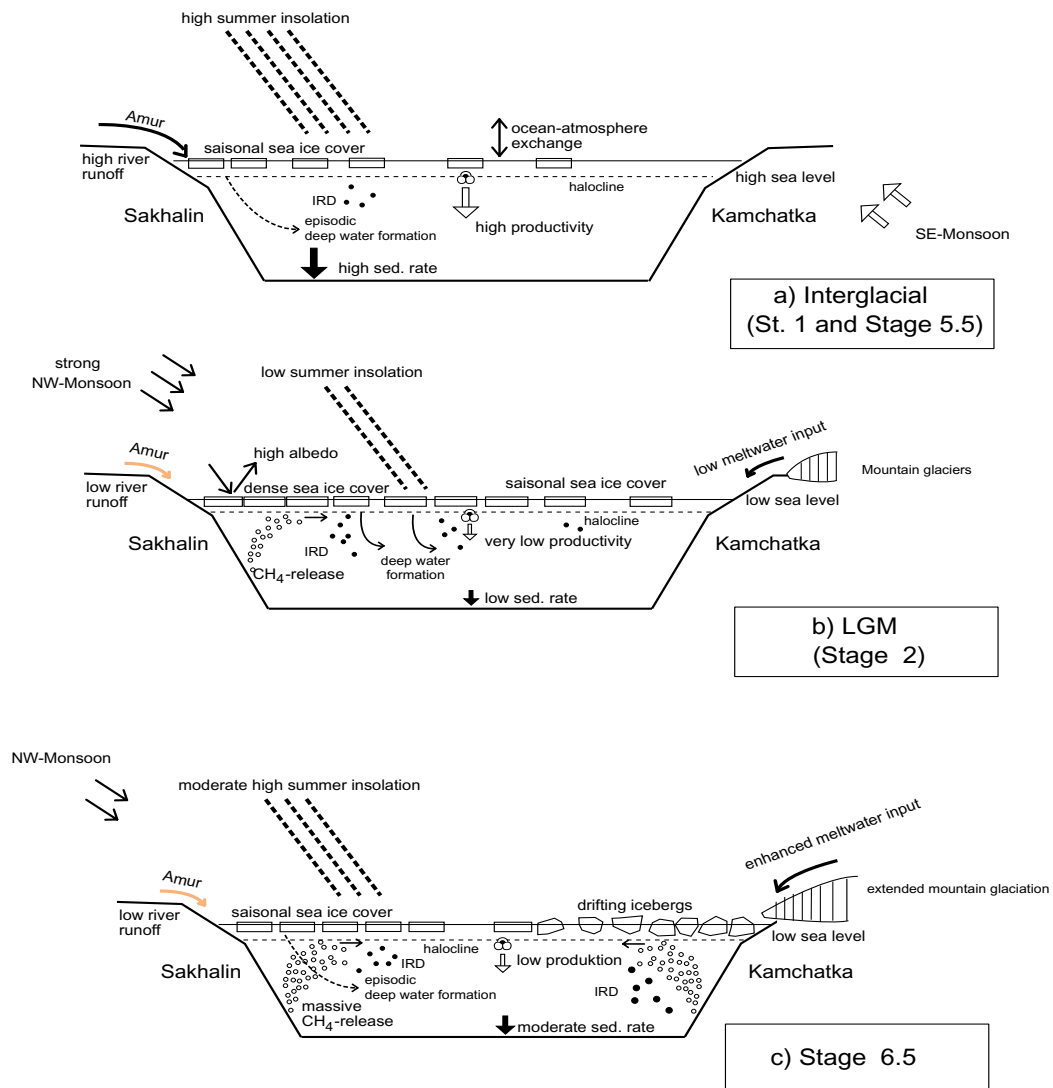 high summer insolation
Amur
ocean-atmosphere
exchange
saisonal sea ice cover
high river
runoff
halocline
high sea level
IRD
Sakhalin
Kamchatka
episodic
deep water formation
high productivity
SE-Monsoon
high sed. rate
a) Interglacial
(St. 1 and Stage 5.5)
strong
NW-Monsoon
low summer insolation
Amur
high albedo
low meltwater input
Mountain glaciers
low river
runoff
dense sea ice cover
saisonal sea ice cover
low sea level
halocline
Sakhalin
IRD
very low productivity
Kamchatka
deep water
formation
CH4-release
low sed. rate
b) LGM
(Stage 2)
NW-Monsoon
moderate high summer insolation
enhanced meltwater input
Amur
extended mountain glaciation
drifting icebergs
low river
runoff
saisonal sea ice cover
low sea level
halocline
Sakhalin
IRD
low produktion
Kamchatka
episodic
deep water formation
IRD
massive
CH4-release
moderate sed. rate
c) Stage 6.5